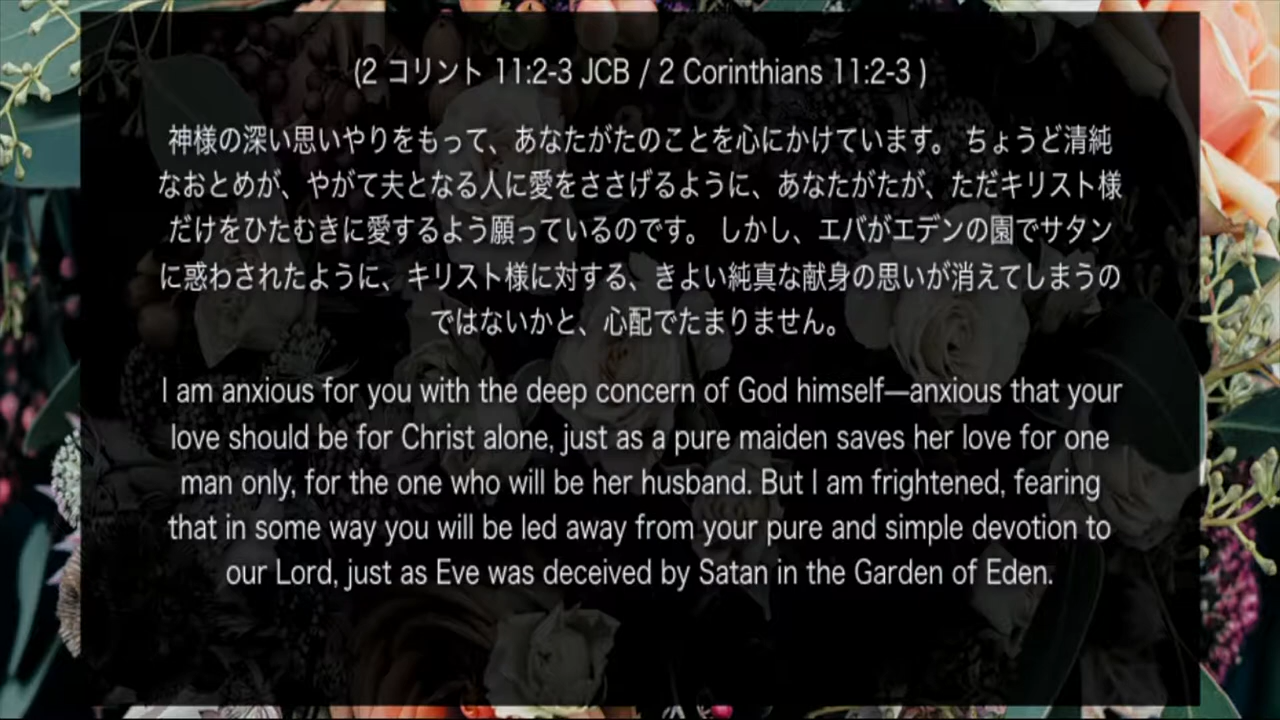 (2 コリント 11:2-3 JCB / 2 Corinthians 11:2-3 )
神様の深い思いやりをもって、あなたがたのことを心にかけています。 ちょうど清純
なおとめが、やがて夫となる人に愛をささげるように、あなたがたが、ただキリスト様
だけをひたむきに愛するよう願っているのです。 しかし、エバがエデンの園でサタン
に惑わされたように、キリスト様に対する、きよい純真な献身の思いが消えてしまうの
ではないかと、心配でたまりません。
I am anxious for you with the deep concern of God himself—anxious that your
love should be for Christ alone, just as a pure maiden saves her love for one
man only, for the one who will be her husband. But I am frightened, fearing
that in some way you will be led away from your pure and simple devotion to
our Lord, just as Eve was deceived by Satan in the Garden of Eden.